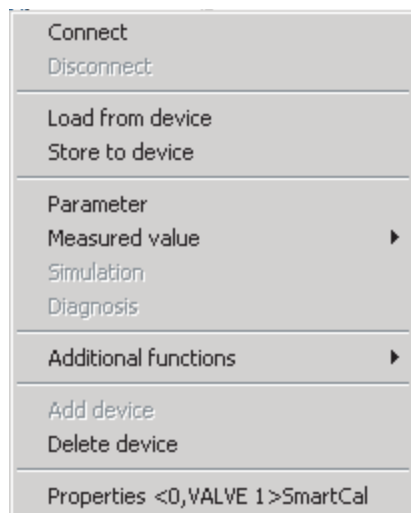 Connect
Disconnect
Load from device
Store to device
Parameter
Measured value
Simulation
Diagnosis
Additional functions
Add device
Delete device
Properties <0,VALVE 1>SmartCal